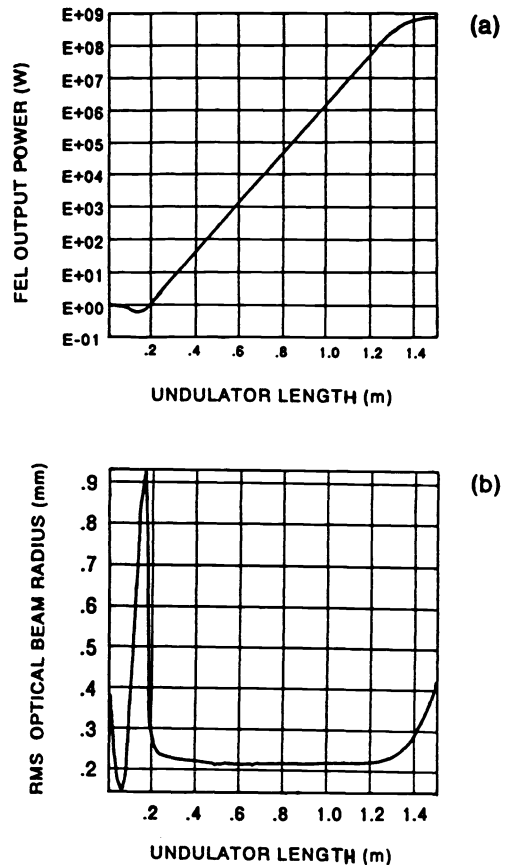 (a)
FEL OUTPUT POWER (W)
E+09
E+08
E+07
E+06
E+05
E+04
E+03
E+02
E+01
E+00
E-01
.2 .4 .6 .8 1.0 1.2 1.4
UNDULATOR LENGTH (m)
(b)
RMS OPTICAL BEAM RADIUS (mm)
.9
.8
.7
.6
.5
.4
.3
.2
.2 .4 .6 .8 1.0 1.2 1.4
UNDULATOR LENGTH (m)